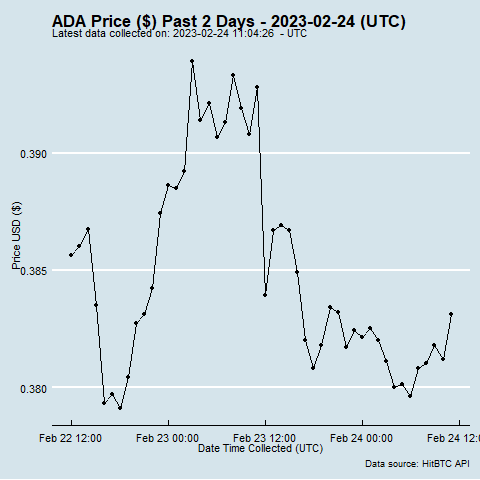 ADA Price ($) Past 2 Days - 2023-02-24 (UTC)
Latest data collected on: 2023-02-24 11:04:26  - UTC
Price USD ($)
0.390
0.385
0.380
Feb 22 12:00
Feb 23 00:00
Feb 23 12:00
Feb 24 00:00
Feb 24 12:
Date Time Collected (UTC)
Data source: HitBTC API